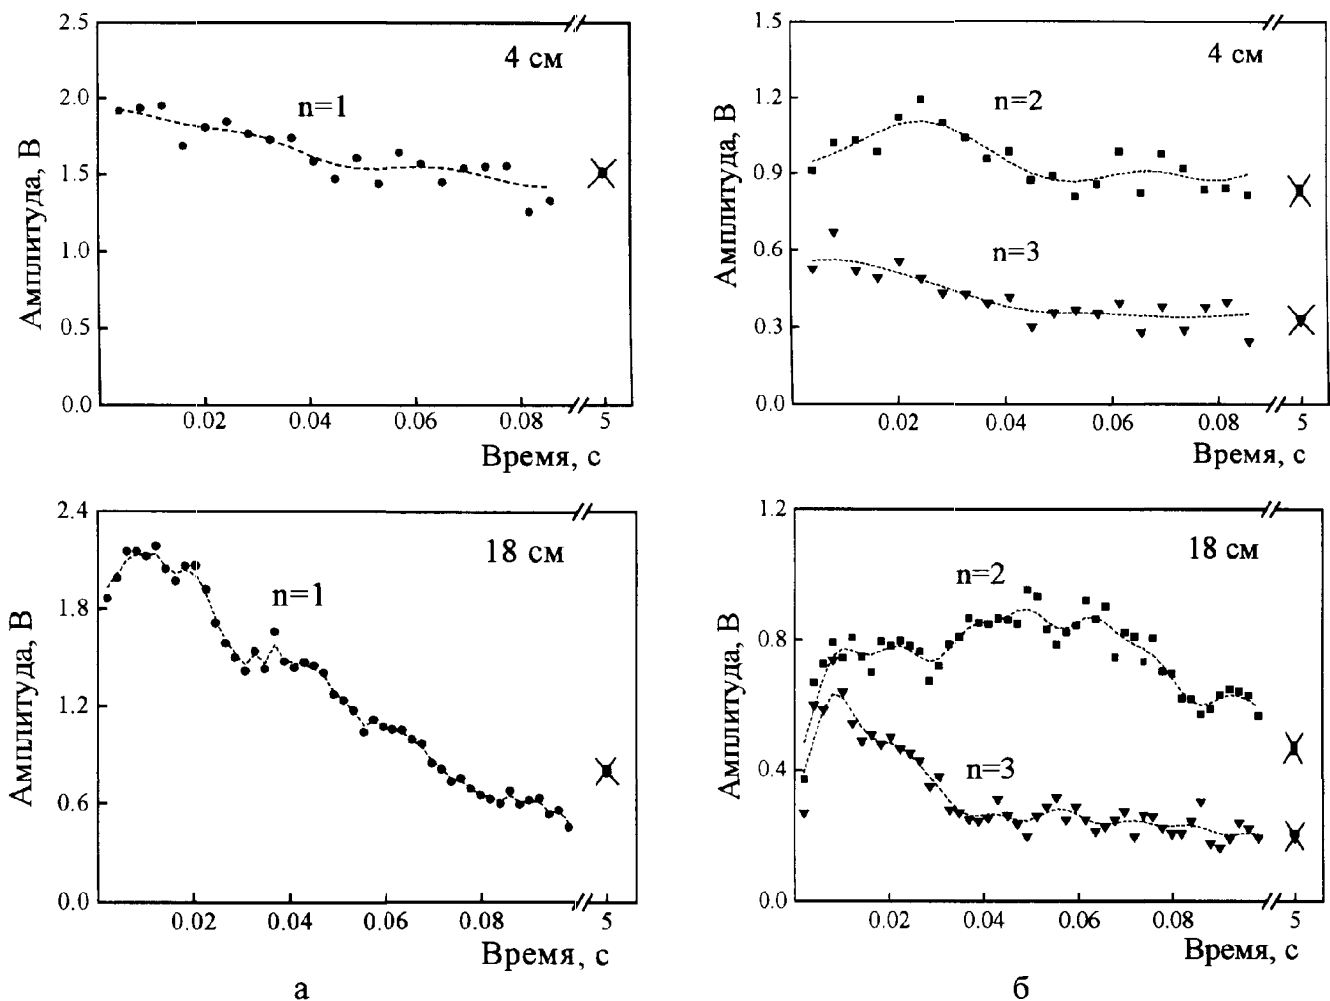 2.5
2.0
1.5
1.0
0.5
0.0
Амплитуда, В
4 см
n=1
0.02
0.04
0.06
0.08
5
Время, с
1.5
1.2
0.9
0.6
0.3
0.0
Амплитуда, В
4 см
n=2
n=3
0.02
0.04
0.06
0.08
5
Время, с
2.4
1.8
1.2
0.6
0.0
Амплитуда, В
18 см
n=1
0.02
0.04
0.06
0.08
5
Время, с
а
1.2
0.8
0.4
0.0
Амплитуда, В
18 см
n=2
n=3
0.02
0.04
0.06
0.08
5
Время, с
б